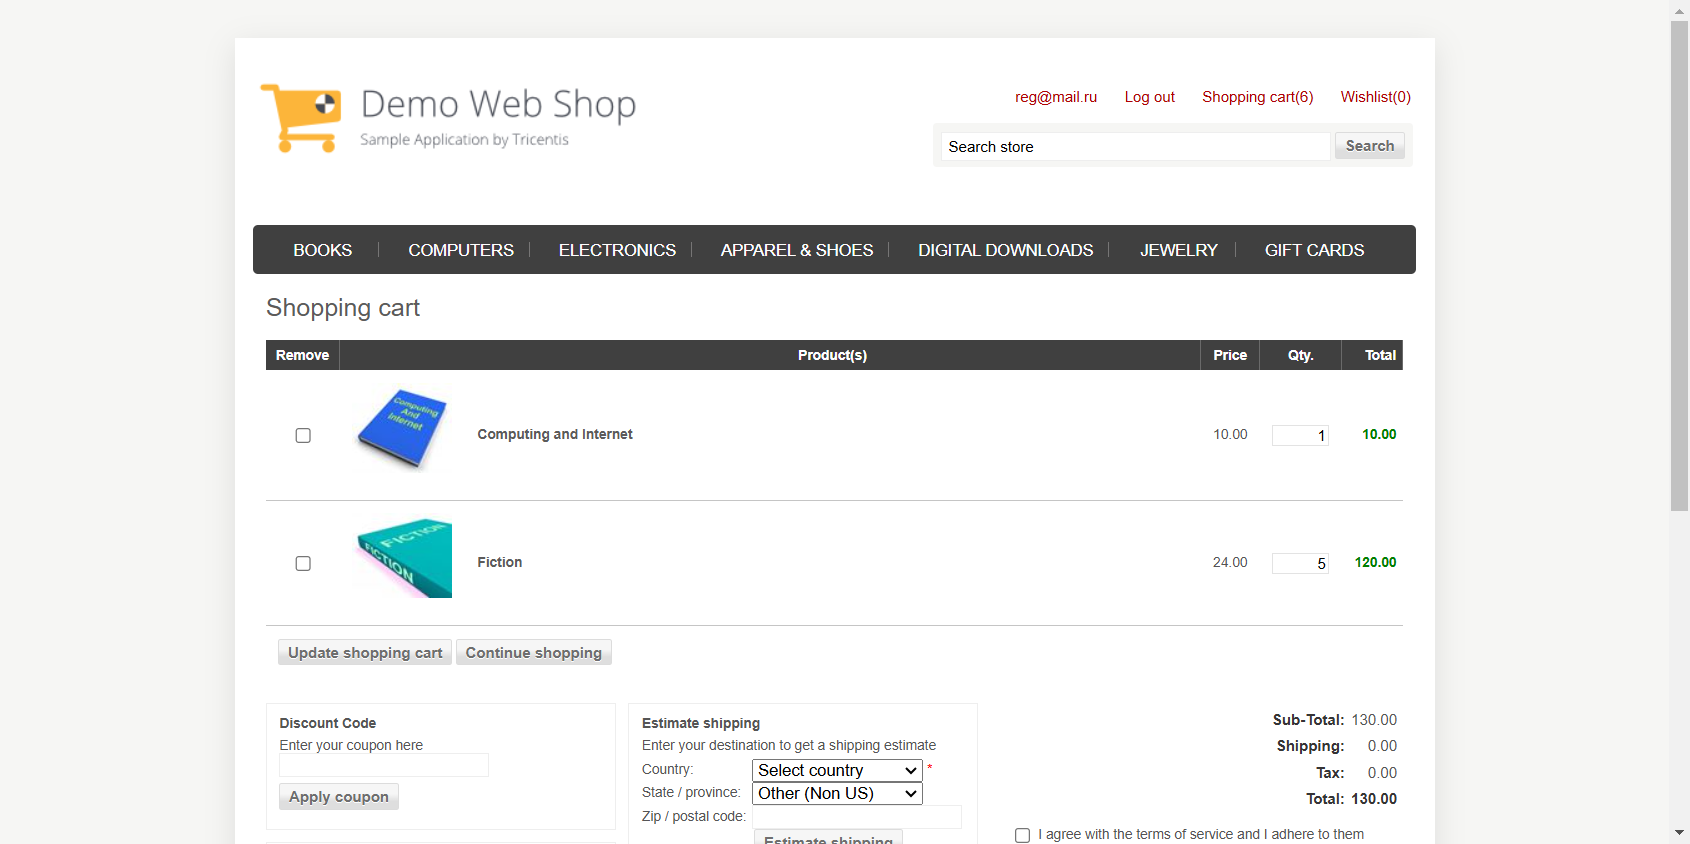 Demo Web Shop
Sample Application by Tricentis
reg@mail.ru Log out Shopping cart(6) Wishlist(0)
Search store Search
BOOKS COMPUTERS ELECTRONICS APPAREL & SHOES DIGITAL DOWNLOADS JEWELRY GIFT CARDS
Shopping cart
Remove Product(s) Price Qty. Total
Computing
And
Internet
Computing and Internet 10.00 1 10.00
FICTION
FICTION
Fiction 24.00 5 120.00
Update shopping cart Continue shopping
Discount Code
Enter your coupon here
Apply coupon
Estimate shipping
Enter your destination to get a shipping estimate
Country: Select country *
State / province: Other (Non US)
Zip / postal code:
Estimate shipping
Sub-Total: 130.00
Shipping: 0.00
Tax: 0.00
Total: 130.00
I agree with the terms of service and I adhere to them